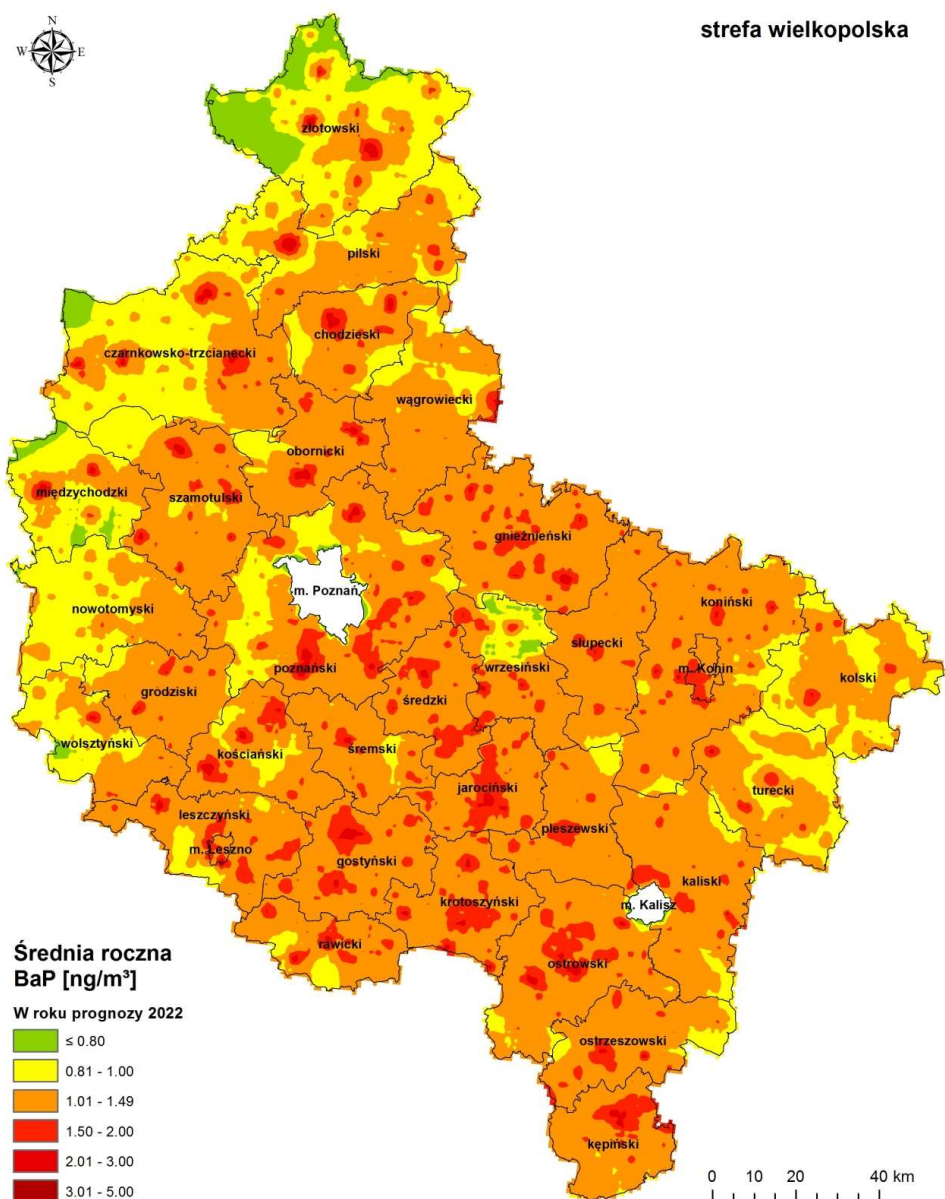 N
W E
S
strefa wielkopolska
złotowski
pilski
chodzieski
czarnkowsko-trzcianecki
wągrowiecki
obornicki
międzychodzki
szamotulski
gnieźnieński
m. Poznań
koniński
nowotomyski
słupecki
poznański
wrzesiński
m. Konin
kolski
grodziski
średzki
wolsztyński
kościański
śremski
jarociński
turecki
leszczyński
pleszewski
m. Leszno
gostyński
kaliski
krotoszyński
m. Kalisz
rawicki
ostrowski
ostrzeszowski
kępiński
Średnia roczna
BaP [ng/m³]
W roku prognozy 2022
≤ 0.80
0.81 - 1.00
1.01 - 1.49
1.50 - 2.00
2.01 - 3.00
3.01 - 5.00
0 10 20 40 km